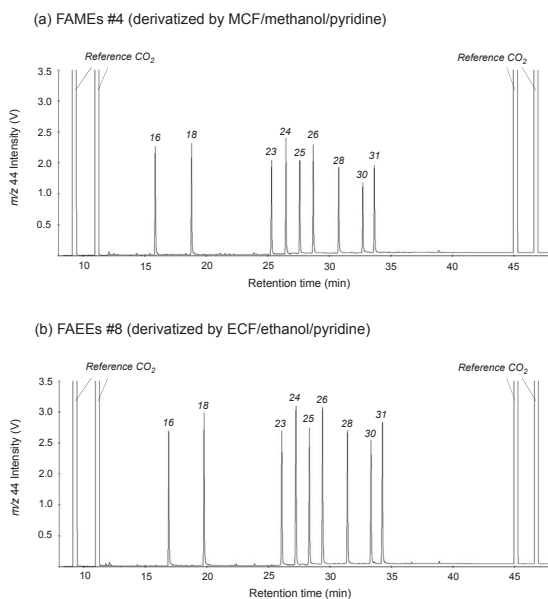 (a) FAMEs #4 (derivatized by MCF/methanol/pyridine)
Reference CO2 Reference CO2
3.5
3.0
2.5
2.0
1.0
0.5
m/z 44 Intensity (V)
16 18 23 24 25 26 28 30 31
10 15 20 25 30 35 40 45
Retention time (min)
(b) FAEEs #8 (derivatized by ECF/ethanol/pyridine)
Reference CO2 Reference CO2
3.5
3.0
2.5
2.0
1.0
0.5
m/z 44 Intensity (V)
16 18 23 24 25 26 28 30 31
10 15 20 25 30 35 40 45
Retention time (min)